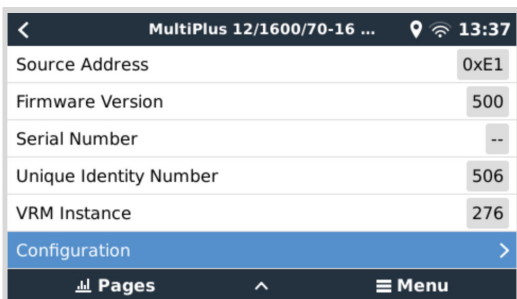 MultiPlus 12/1600/70-16 ... 13:37
Source Address 0xE1
Firmware Version 500
Serial Number --
Unique Identity Number 506
VRM Instance 276
Configuration
Pages Menu